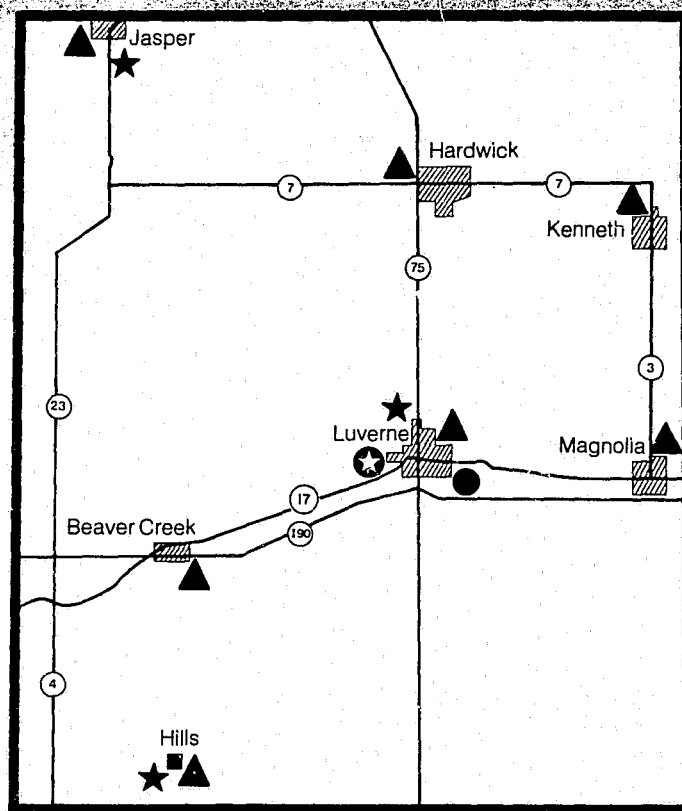 Jasper
Hardwick
7
7
Kenneth
75
3
23
Luverne
Magnolia
17
Beaver Creek
190
4
Hills